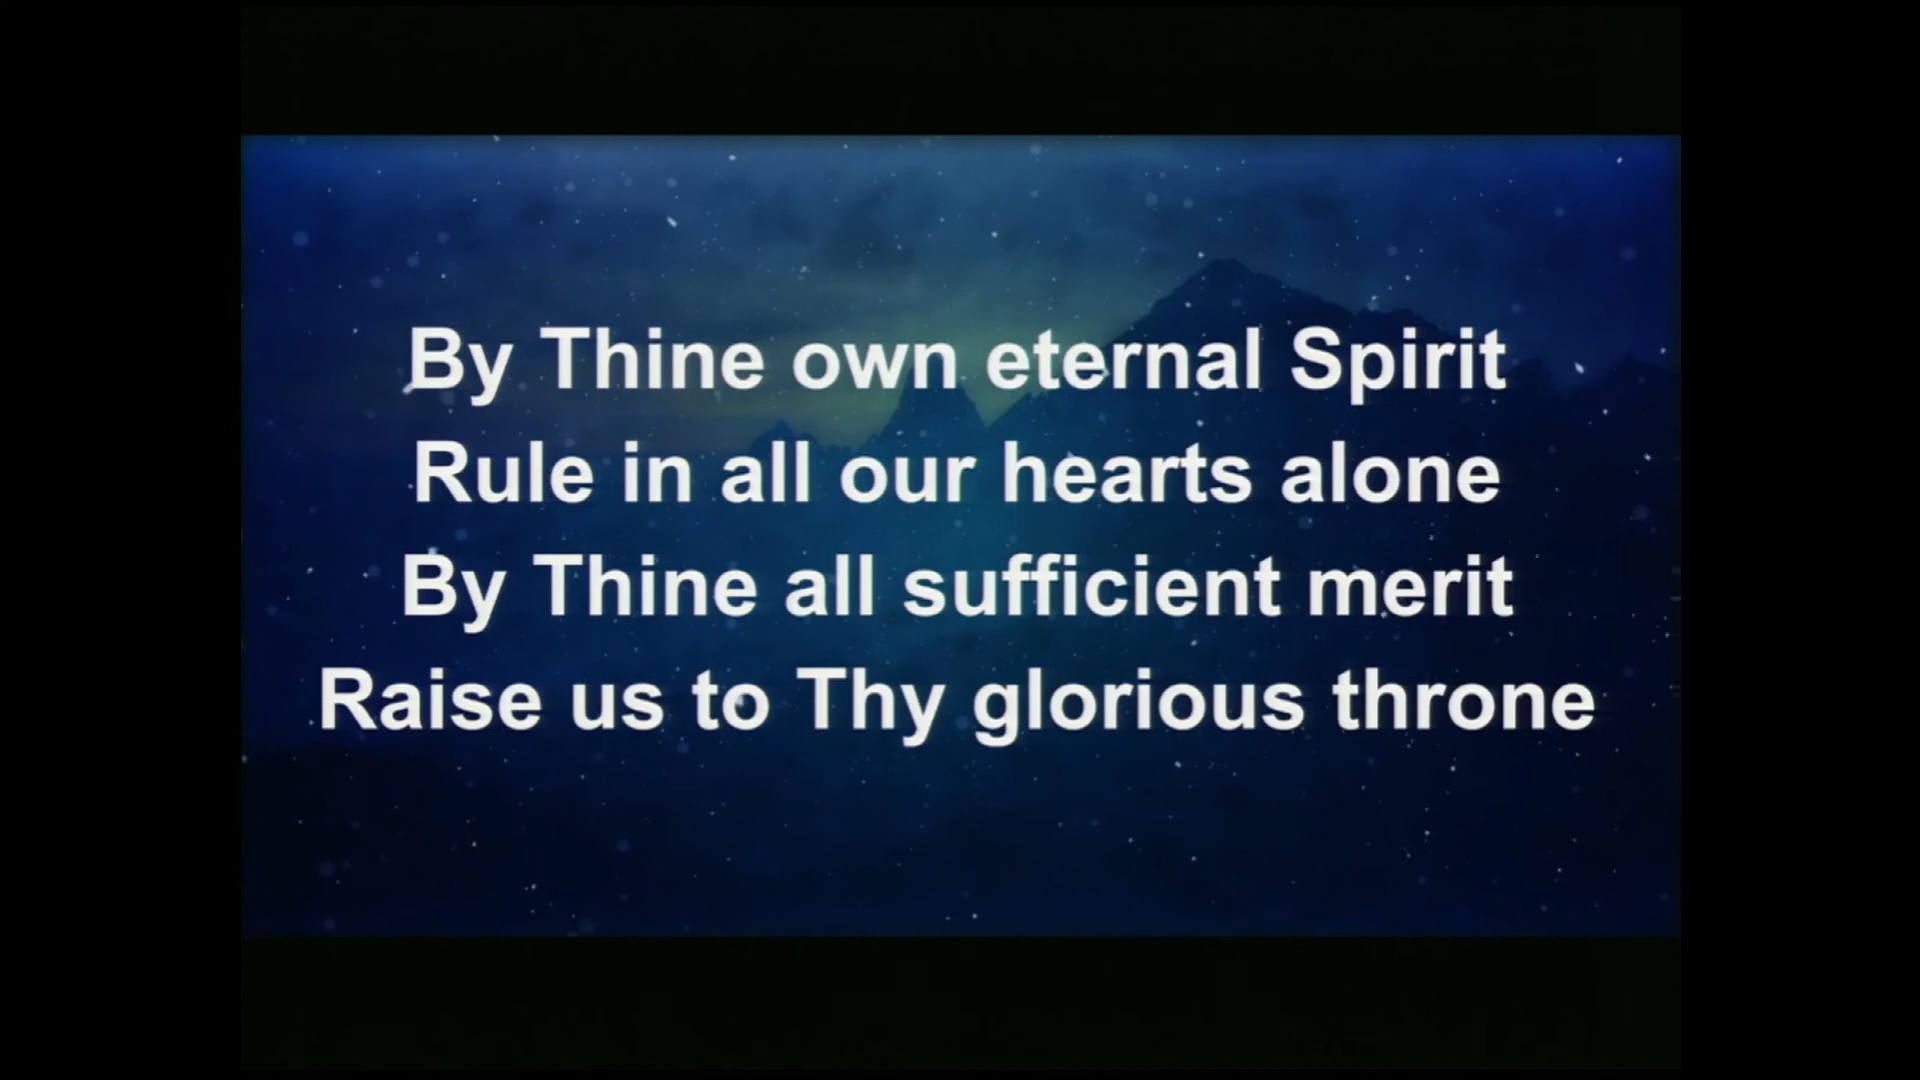 By Thine own eternal Spirit
Rule in all our hearts alone
By Thine all sufficient merit
Raise us to Thy glorious throne